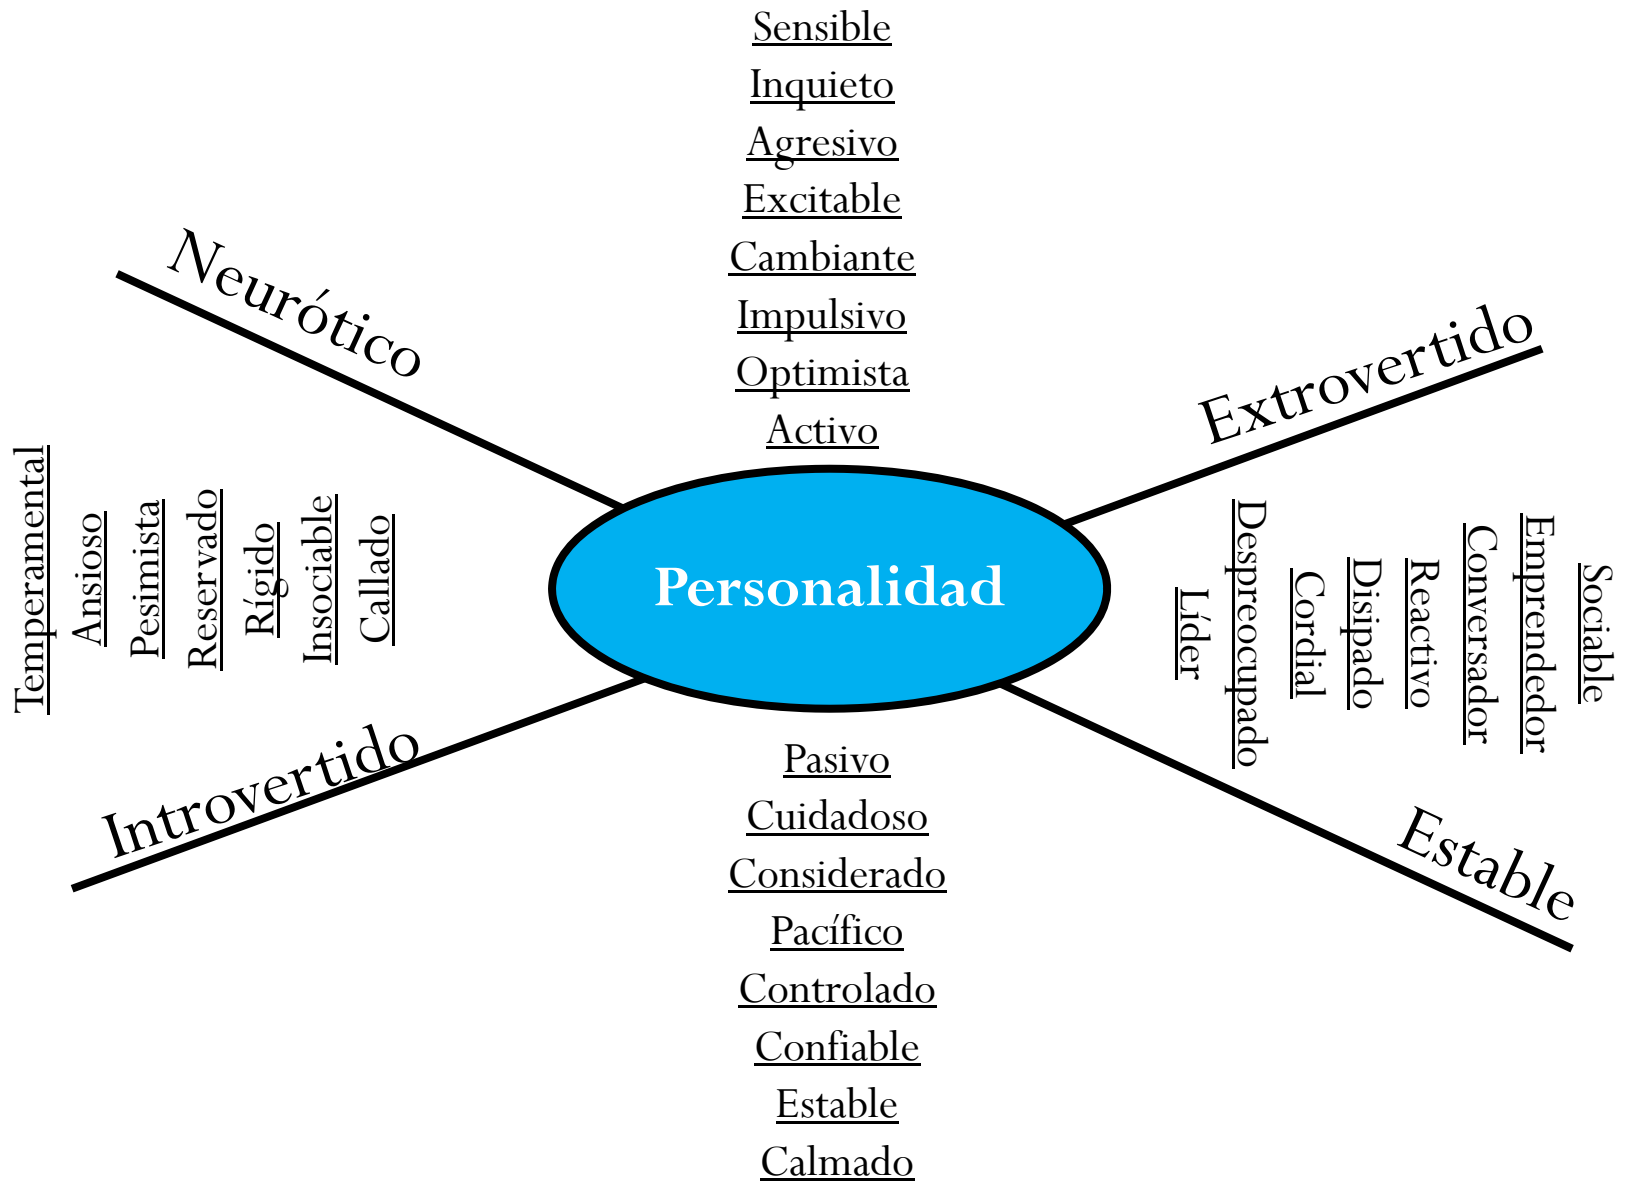 Sensible
Inquieto
Agresivo
Excitable
Cambiante
Impulsivo
Optimista
Activo
Neurótico
Extrovertido
Temperamental
Ansioso
Pesimista
Reservado
Rígido
Insociable
Callado
Personalidad
Sociable
Emprendedor
Conversador
Reactivo
Disipado
Cordial
Despreocupado
Líder
Introvertido
Estable
Pasivo
Cuidadoso
Considerado
Pacífico
Controlado
Confiable
Estable
Calmado